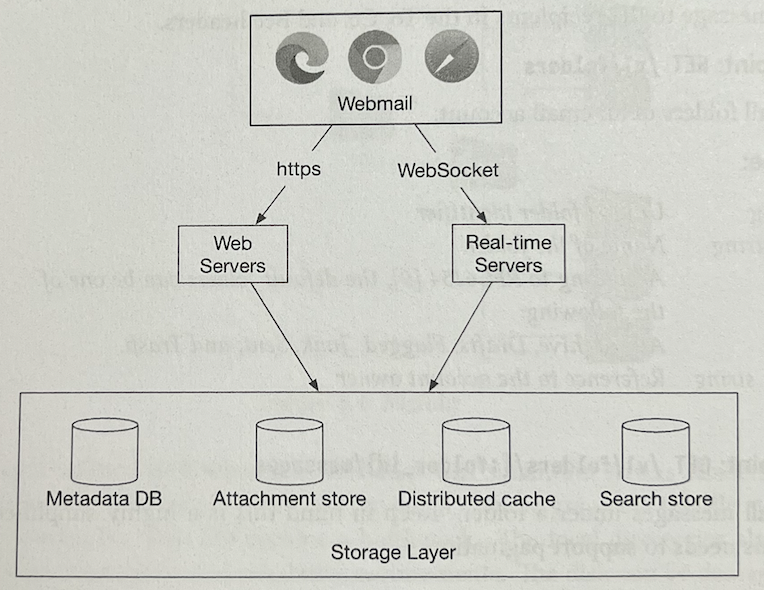 Webmail
https
WebSocket
Web
Servers
Real-time
Servers
Metadata DB
Attachment store
Distributed cache
Search store
Storage Layer